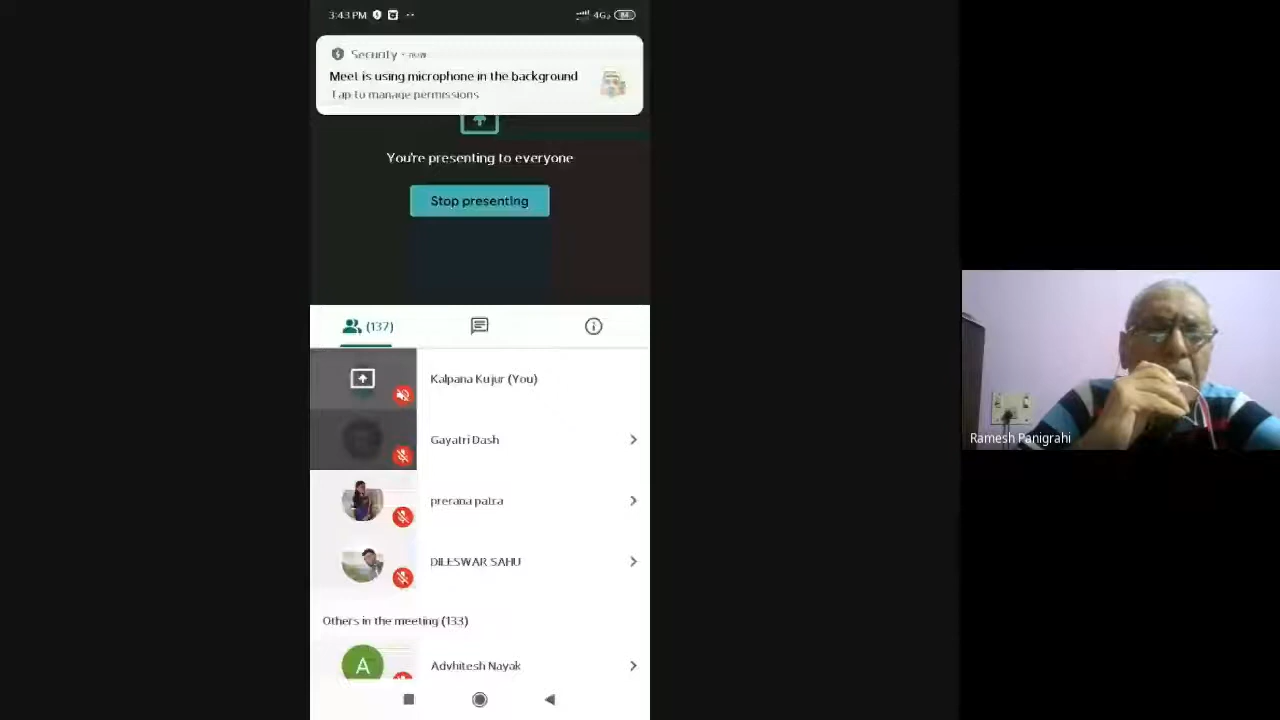 3:43 PM
4G+ 84
Security • now
Meet is using microphone in the background
Tap to manage permissions
You're presenting to everyone
Stop presenting
(137)
Kalpana Kujur (You)
Gayatri Dash
prerana patra
DILESWAR SAHU
Others in the meeting (133)
A
Advhitesh Nayak
Ramesh Panigrahi